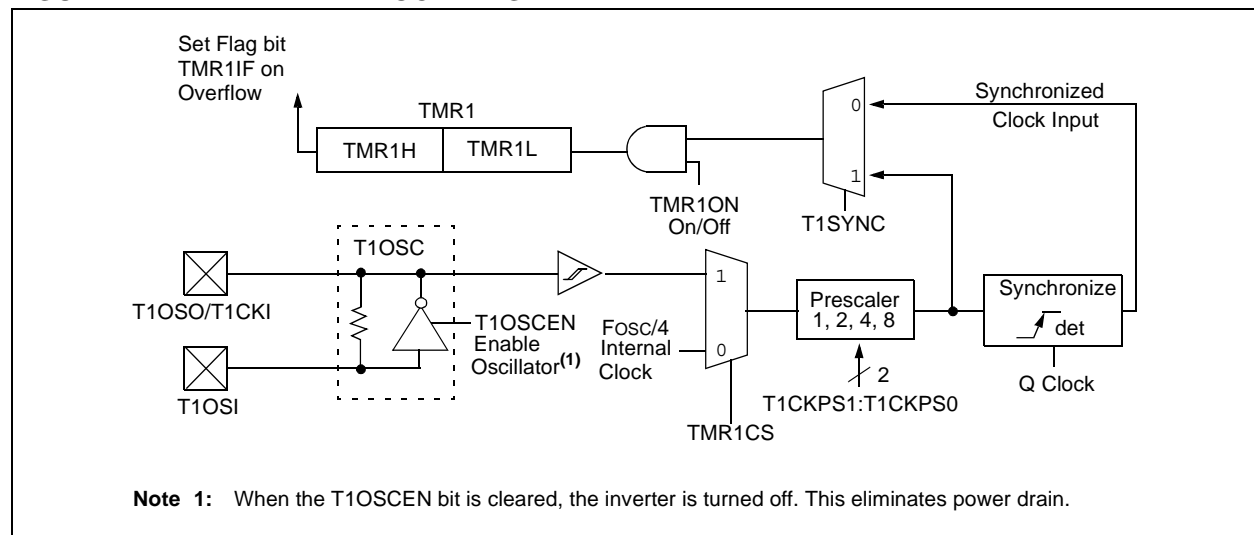 Set Flag bit
TMR1IF on
Overflow
TMR1
TMR1H
TMR1L
TMR1ON
On/Off
0
1
T1SYNC
Synchronized
Clock Input
T1OSC
T1OSO/T1CKI
T1OSI
T1OSCEN
Enable
Oscillator(1)
FOSC/4
Internal
Clock
1
0
TMR1CS
Prescaler
1, 2, 4, 8
2
T1CKPS1:T1CKPS0
Synchronize
det
Q Clock
Note 1: When the T1OSCEN bit is cleared, the inverter is turned off. This eliminates power drain.